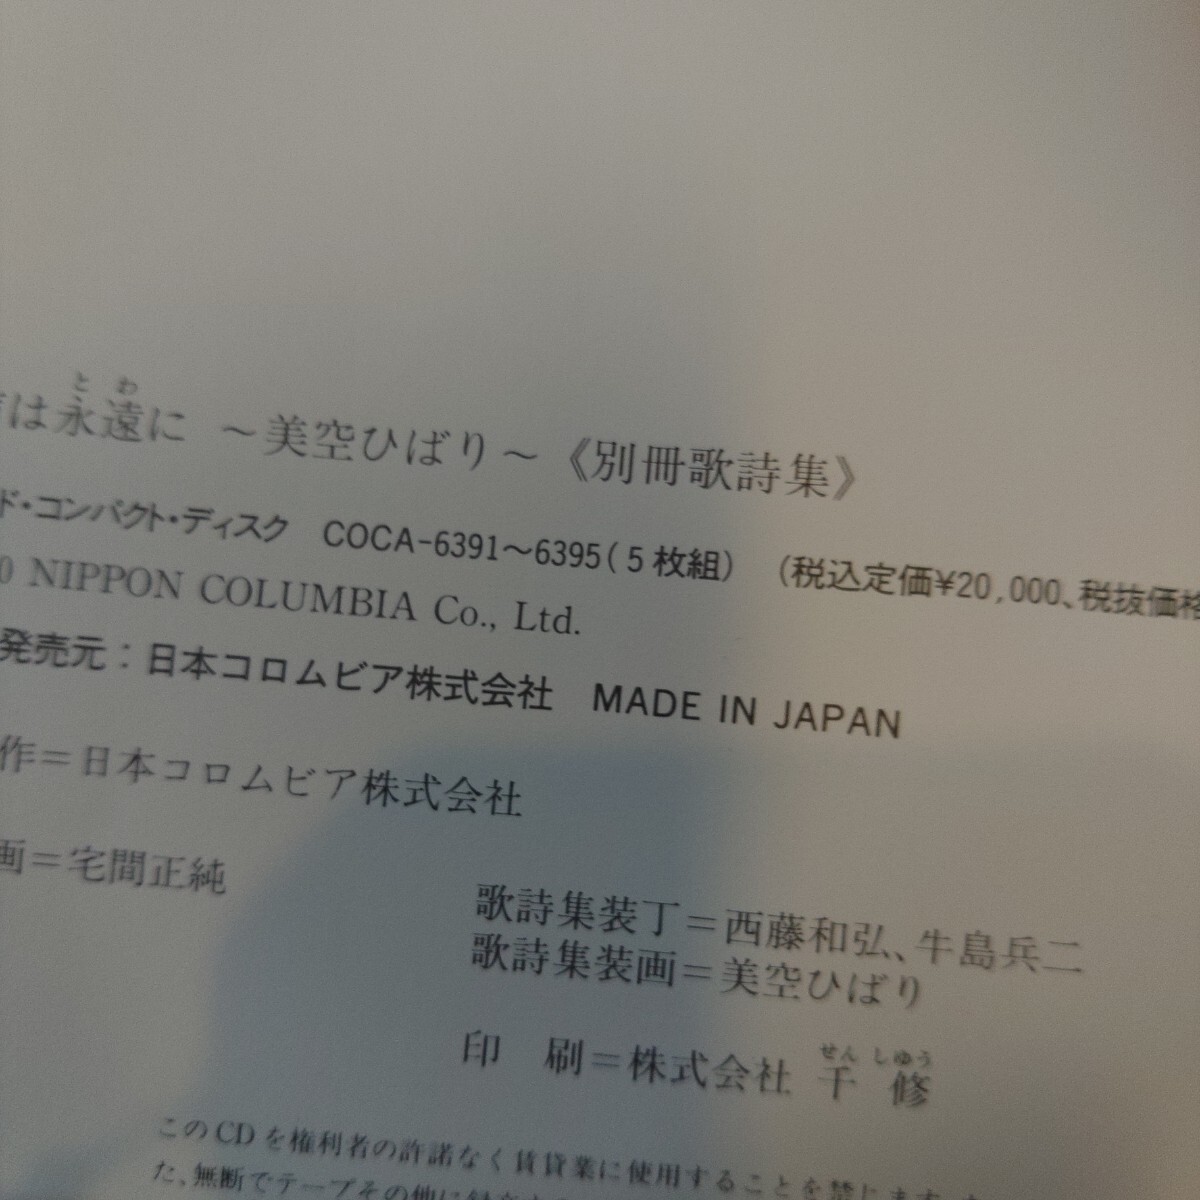 は永遠に ～美空ひばり～《別冊歌詩集》
とわ
ド・コンパクト・ディスク COCA-6391～6395(5枚組) (税込定価¥20,000、税抜価格
0 NIPPON COLUMBIA Co., Ltd.
発売元：日本コロムビア株式会社 MADE IN JAPAN
作＝日本コロムビア株式会社
画＝宅間正純
歌詩集装丁＝西藤和弘、牛島兵二
歌詩集装画＝美空ひばり
せんしゅう
印 刷＝株式会社 千修
このCDを権利者の許諾なく賃貸業に使用することを禁じます。
た、無断でテープその他に